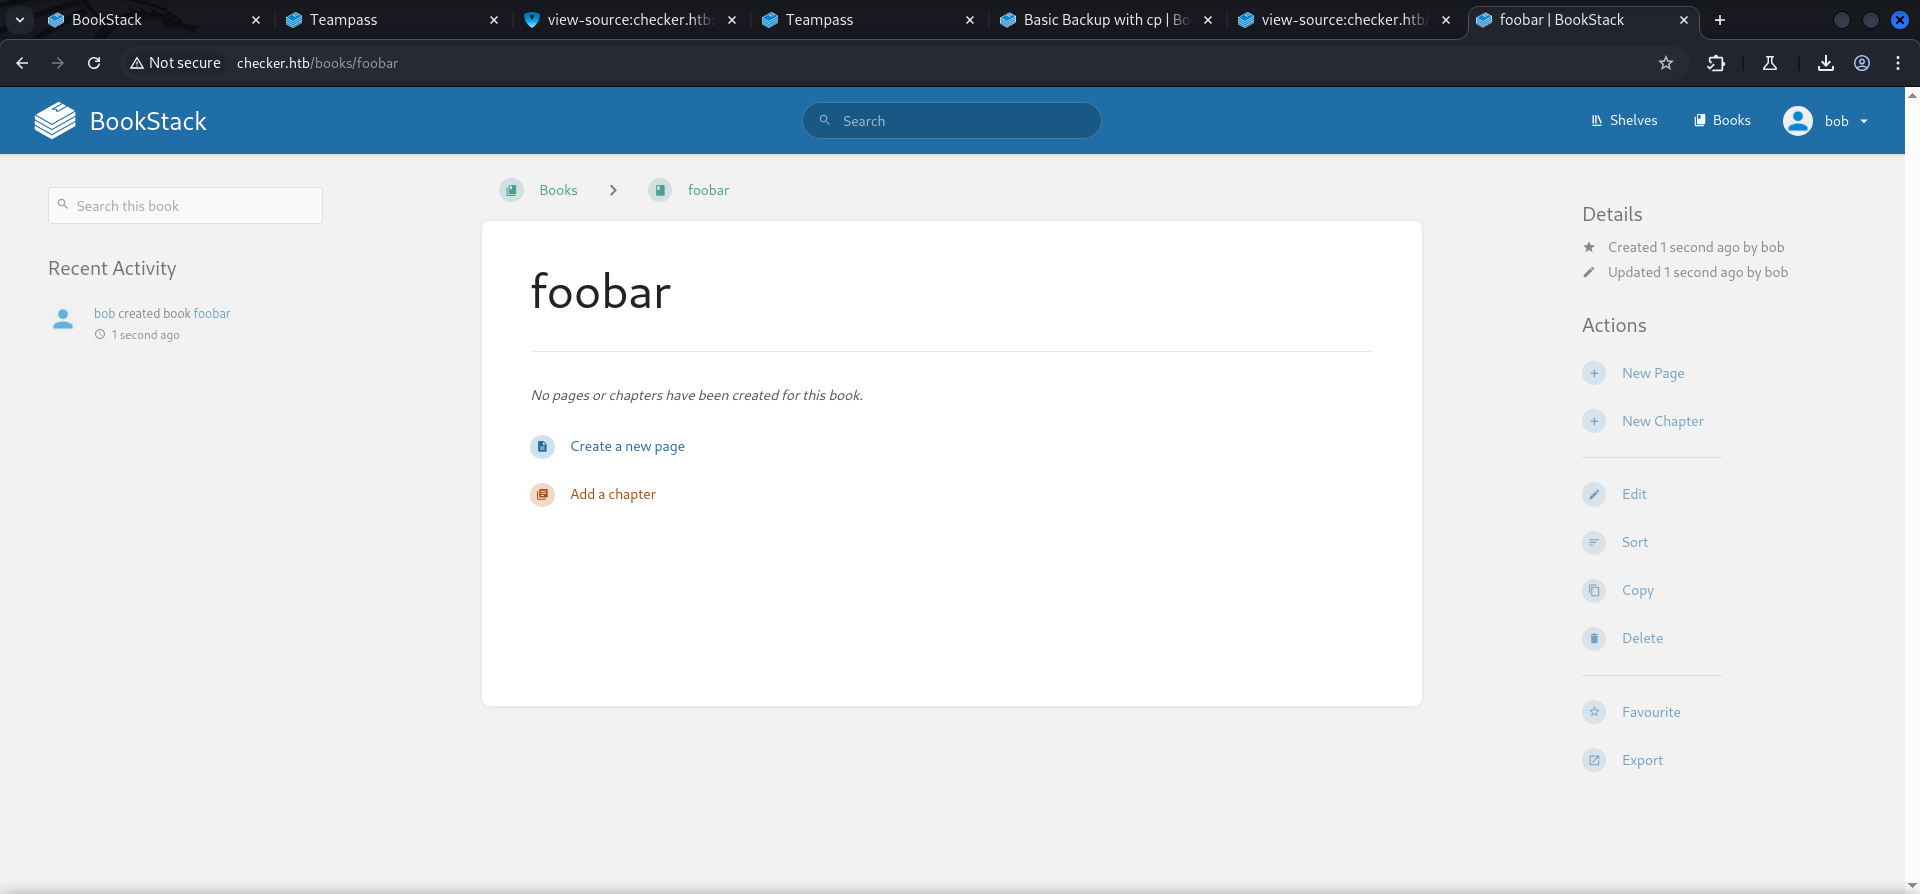 BookStack
Teampass
view-source:checker.htb:
Teampass
Basic Backup with cp | Bo
view-source:checker.htb/
foobar | BookStack
Not secure
checker.htb/books/foobar
BookStack
Search
Shelves
Books
bob
Search this book
Recent Activity
bob created book foobar
1 second ago
Books
foobar
foobar
No pages or chapters have been created for this book.
Create a new page
Add a chapter
Details
Created 1 second ago by bob
Updated 1 second ago by bob
Actions
New Page
New Chapter
Edit
Sort
Copy
Delete
Favourite
Export